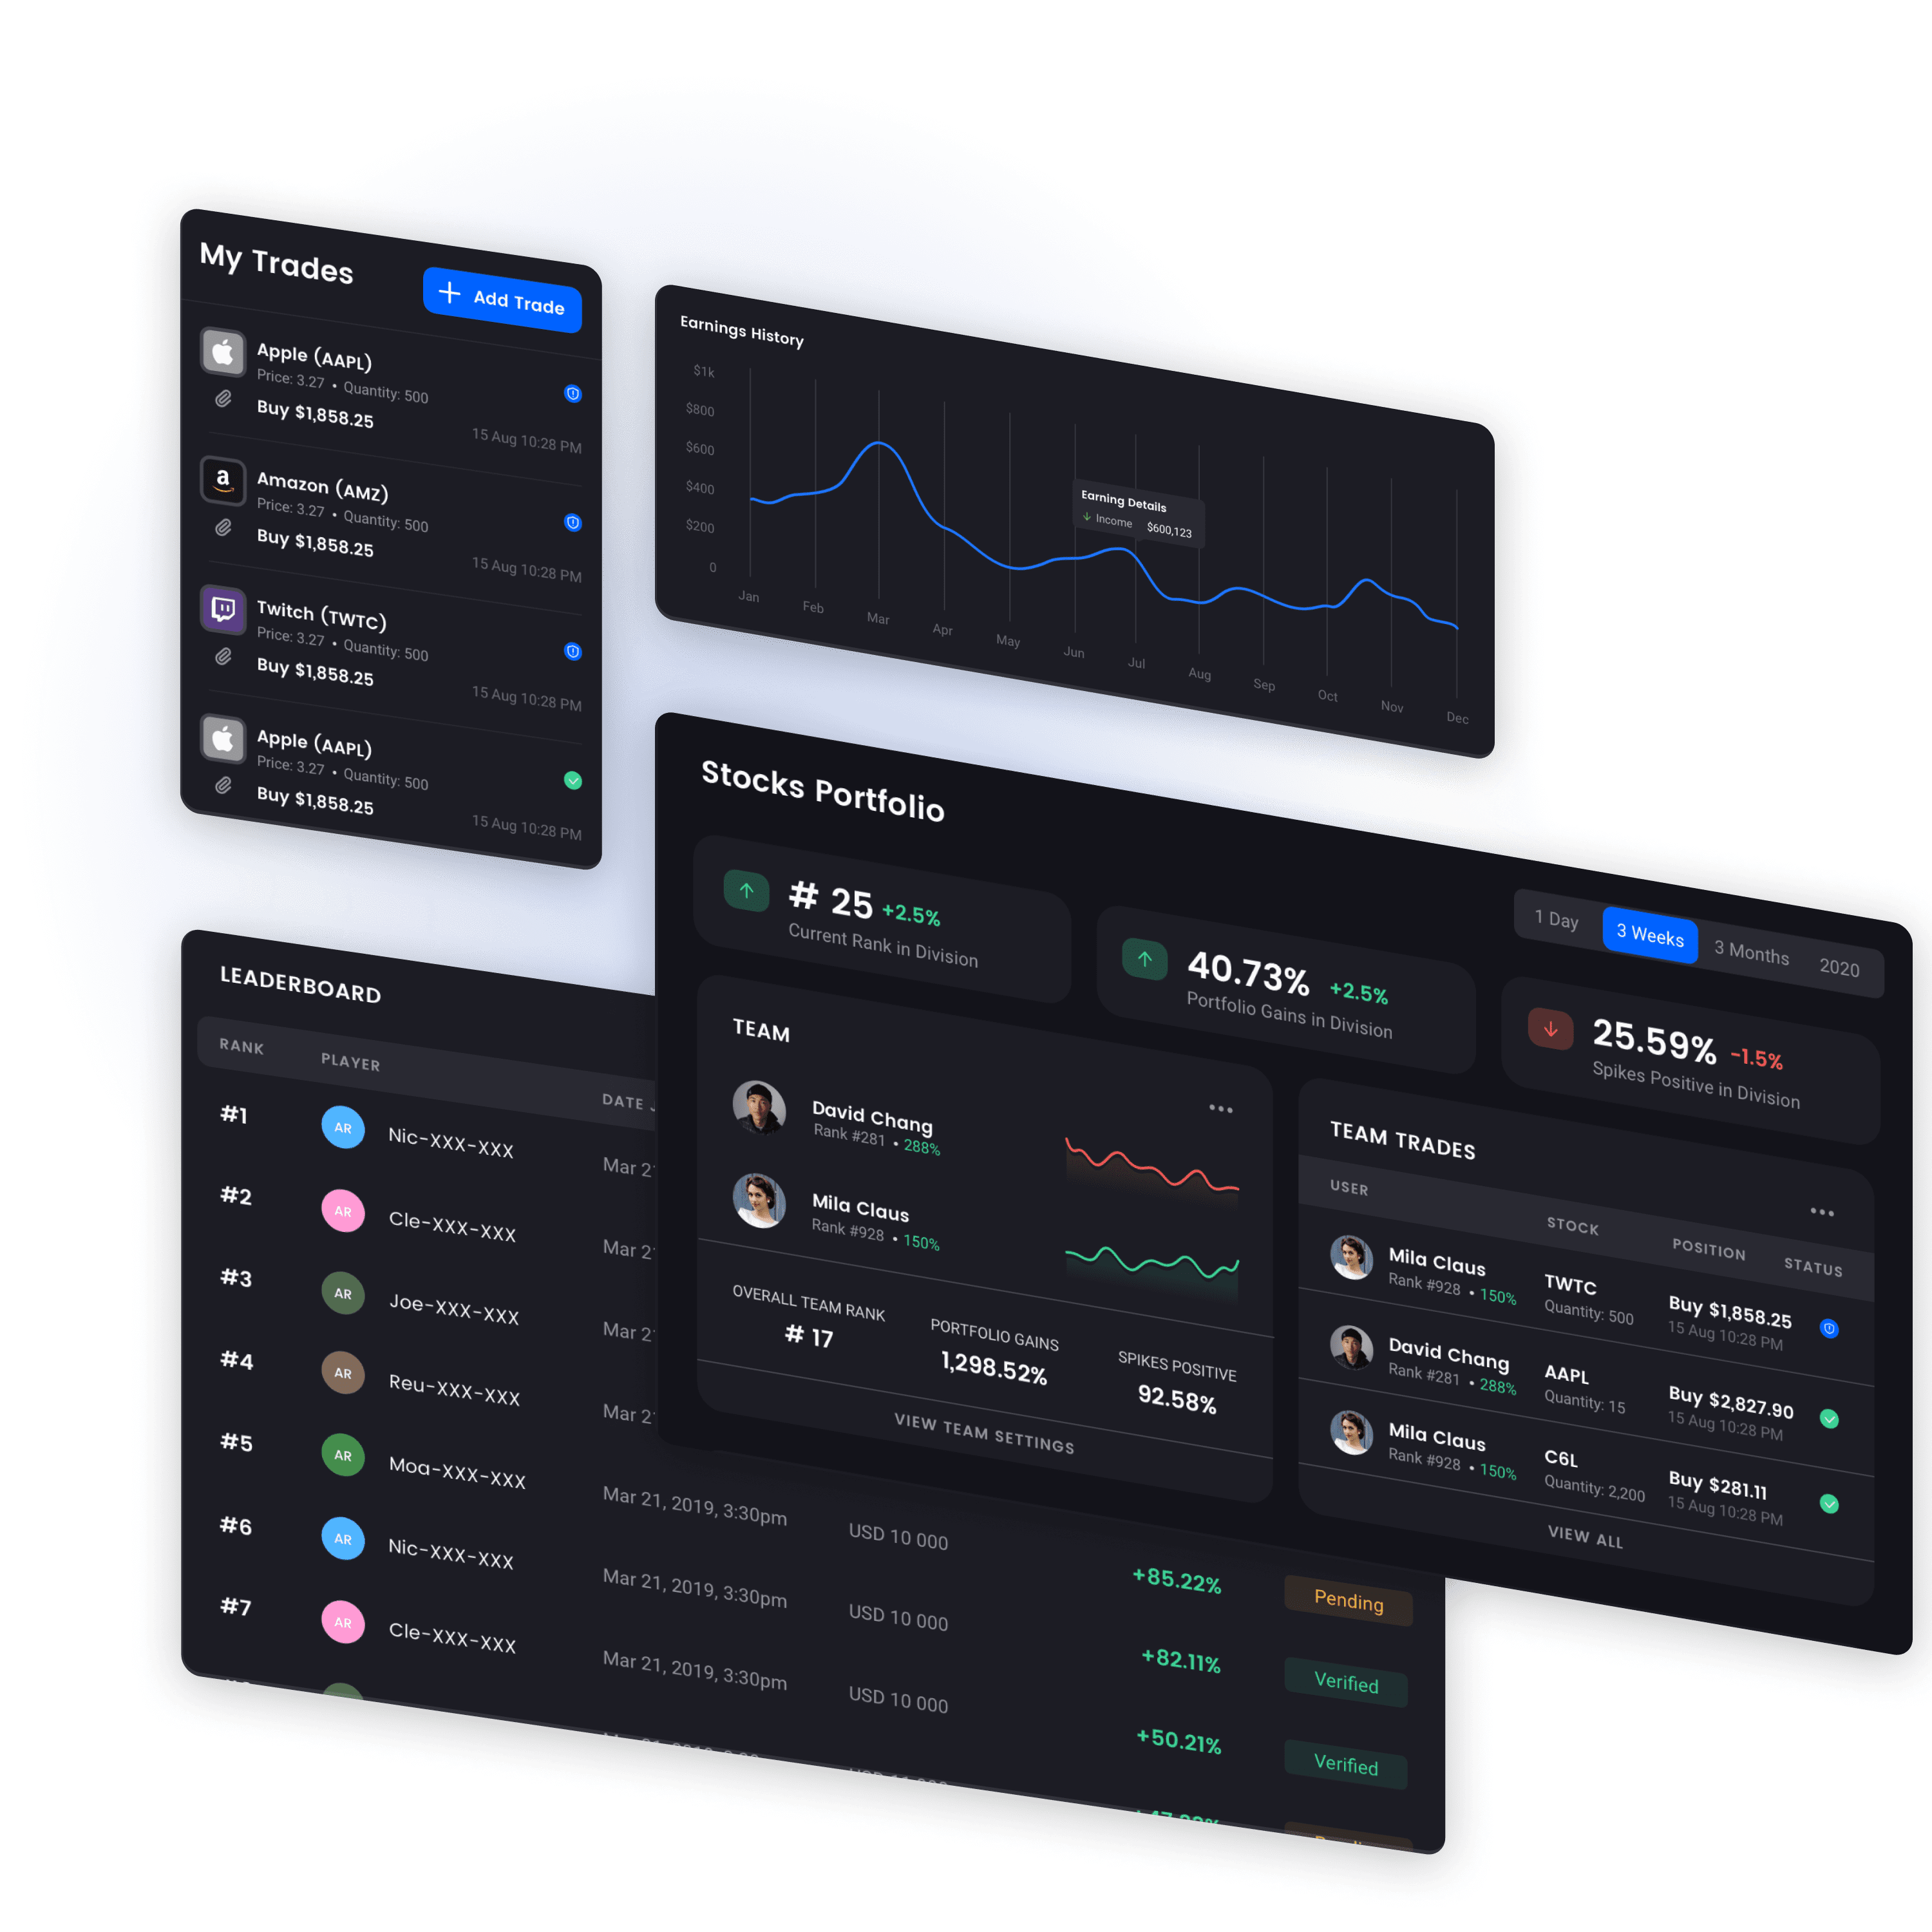 My Trades
+ Add Trade
Apple (AAPL)
Price: 3.27 • Quantity: 500
Buy $1,858.25
15 Aug 10:28 PM
a
Amazon (AMZ)
Price: 3.27 • Quantity: 500
Buy $1,858.25
15 Aug 10:28 PM
Twitch (TWTC)
Price: 3.27 • Quantity: 500
Buy $1,858.25
15 Aug 10:28 PM
Apple (AAPL)
Price: 3.27 • Quantity: 500
Buy $1,858.25
15 Aug 10:28 PM
Earnings History
$1k
$800
$600
$400
$200
0
Jan Feb Mar Apr May Jun Jul Aug Sep Oct Nov Dec
Earning Details
Income $600,123
Stocks Portfolio
1 Day 3 Weeks 3 Months 2020
# 25 +2.5%
Current Rank in Division
40.73% +2.5%
Portfolio Gains in Division
25.59% -1.5%
Spikes Positive in Division
TEAM
David Chang
Rank #281 • 288%
Mila Claus
Rank #928 • 150%
OVERALL TEAM RANK
# 17
PORTFOLIO GAINS
1,298.52%
SPIKES POSITIVE
92.58%
VIEW TEAM SETTINGS
TEAM TRADES
USER STOCK POSITION STATUS
Mila Claus
Rank #928 • 150%
TWTC
Quantity: 500
Buy $1,858.25
15 Aug 10:28 PM
David Chang
Rank #281 • 288%
AAPL
Quantity: 15
Buy $2,827.90
15 Aug 10:28 PM
Mila Claus
Rank #928 • 150%
C6L
Quantity: 2,200
Buy $281.11
15 Aug 10:28 PM
VIEW ALL
LEADERBOARD
RANK PLAYER DATE
#1 AR Nic-XXX-XXX Mar
#2 AR Cle-XXX-XXX Mar
#3 AR Joe-XXX-XXX Mar
#4 AR Reu-XXX-XXX Mar
#5 AR Moa-XXX-XXX Mar 21, 2019, 3:30pm USD 10 000 +85.22% Pending
#6 AR Nic-XXX-XXX Mar 21, 2019, 3:30pm USD 10 000 +82.11% Verified
#7 AR Cle-XXX-XXX Mar 21, 2019, 3:30pm USD 10 000 +50.21% Verified